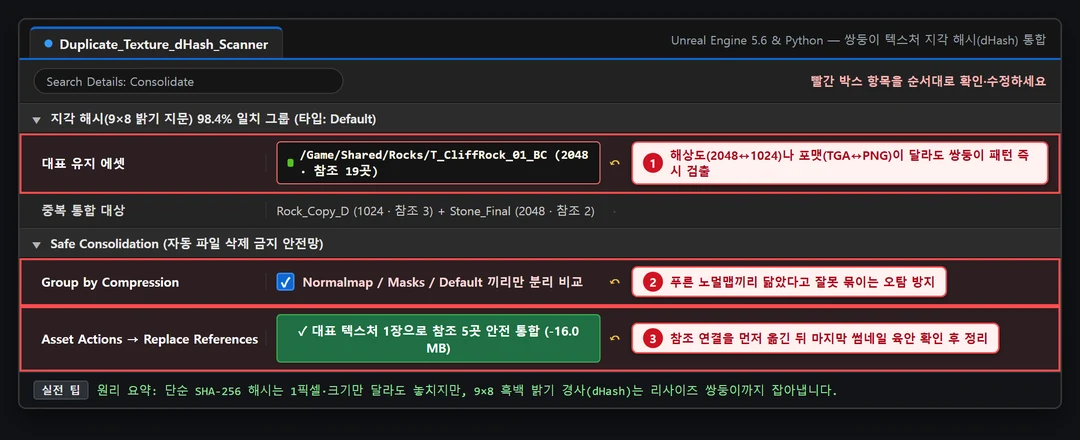 Duplicate_Texture_dHash_Scanner
Unreal Engine 5.6 & Python — 쌍둥이 텍스처 지각 해시(dHash) 통합
Search Details: Consolidate
빨간 박스 항목을 순서대로 확인·수정하세요
▼ 지각 해시(9×8 밝기 지문) 98.4% 일치 그룹 (타입: Default)
대표 유지 에셋
/Game/Shared/Rocks/T_CliffRock_01_BC (2048
· 참조 19곳)
↶
1 해상도(2048↔1024)나 포맷(TGA↔PNG)이 달라도 쌍둥이 패턴 즉
시 검출
중복 통합 대상
Rock_Copy_D (1024 · 참조 3) + Stone_Final (2048 · 참조 2)
▼ Safe Consolidation (자동 파일 삭제 금지 안전망)
Group by Compression
✓ Normalmap / Masks / Default 끼리만 분리 비교
↶
2 푸른 노멀맵끼리 닮았다고 잘못 묶이는 오탐 방지
Asset Actions → Replace References
✓ 대표 텍스처 1장으로 참조 5곳 안전 통합 (-16.0
MB)
↶
3 참조 연결을 먼저 옮긴 뒤 마지막 썸네일 육안 확인 후 정리
실전 팁 원리 요약: 단순 SHA-256 해시는 1픽셀·크기만 달라도 놓치지만, 9×8 흑백 밝기 경사(dHash)는 리사이즈 쌍둥이까지 잡아냅니다.